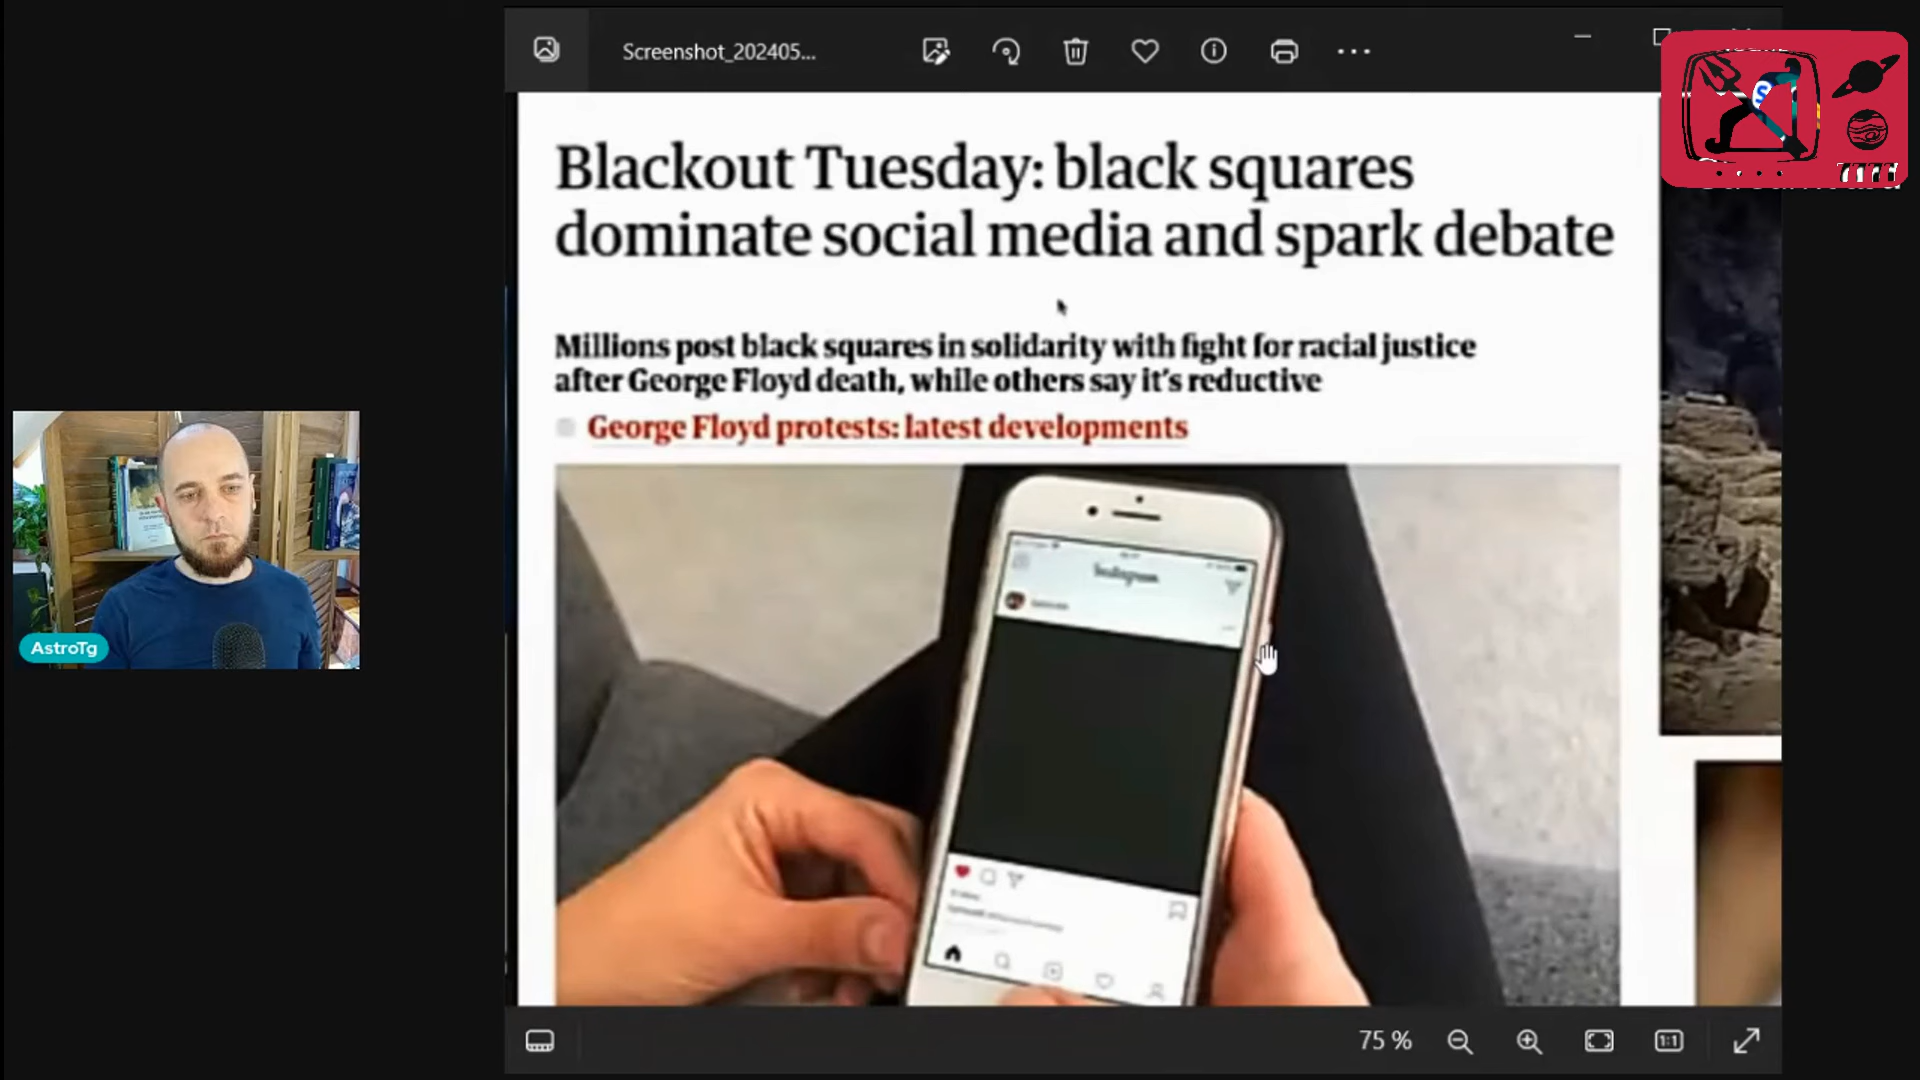 Screenshot_202405...
Blackout Tuesday: black squares
dominate social media and spark debate
Millions post black squares in solidarity with fight for racial justice
after George Floyd death, while others say it's reductive
George Floyd protests: latest developments
Instagram
AstroTg
75 %
1:1